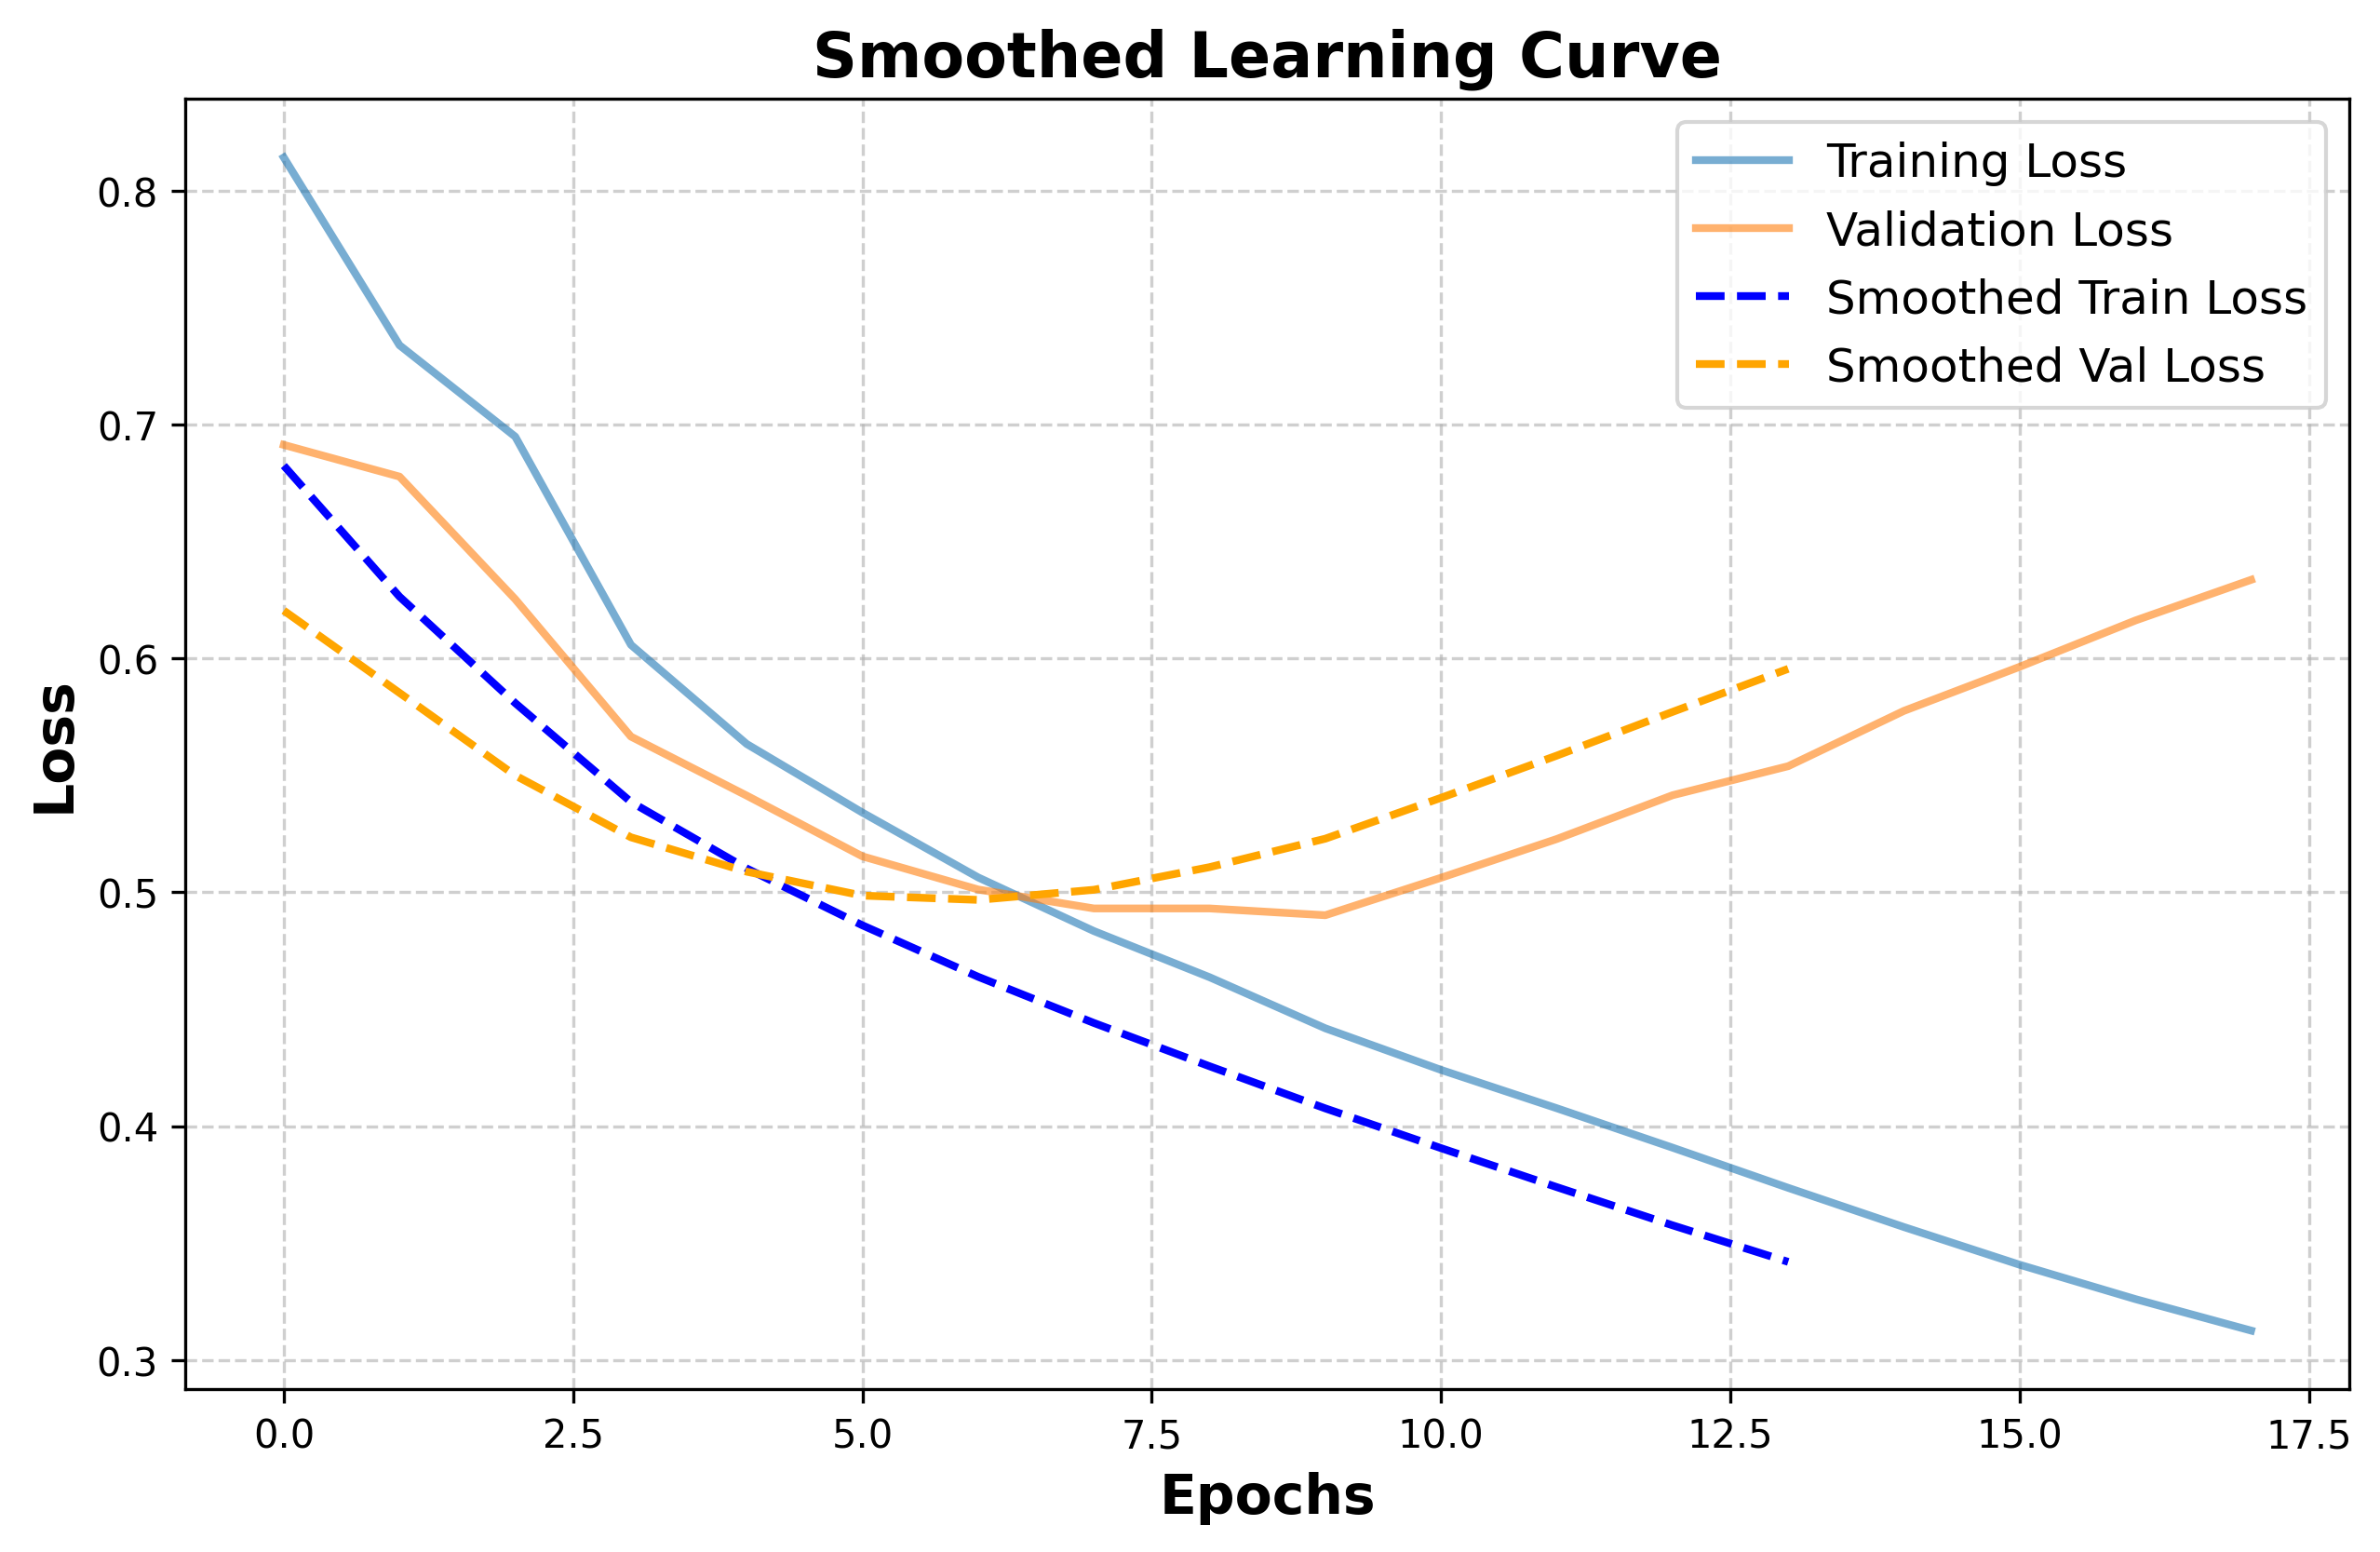 Smoothed Learning Curve
Training Loss
Validation Loss
Smoothed Train Loss
Smoothed Val Loss
0.8
0.7
0.6
0.5
0.4
0.3
Loss
0.0 2.5 5.0 7.5 10.0 12.5 15.0 17.5
Epochs